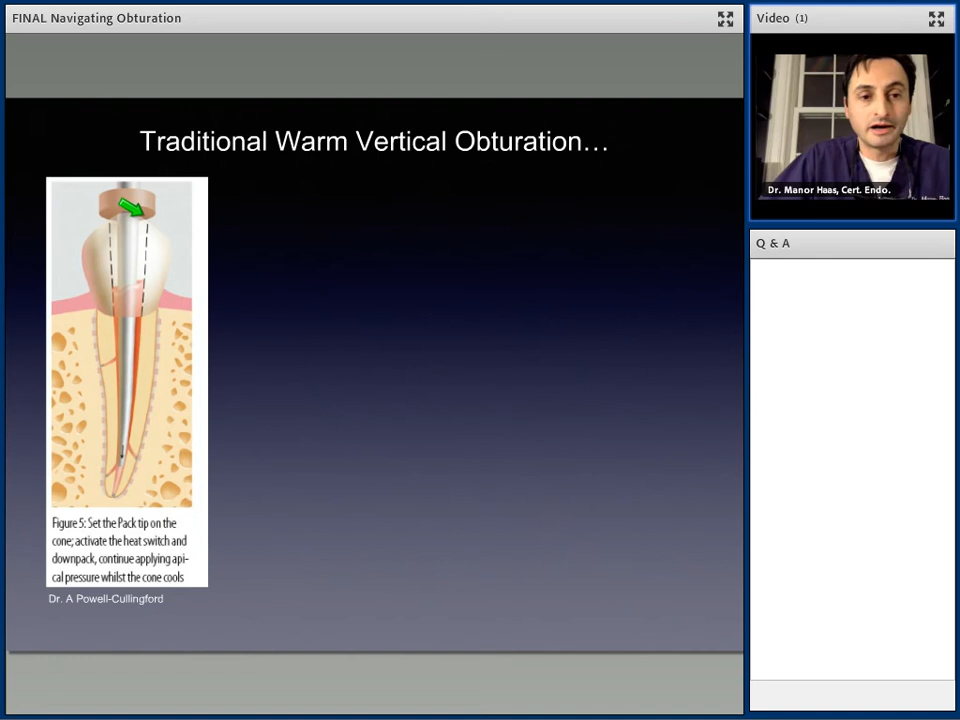 FINAL Navigating Obturation
Video (1)
Dr. Manor Haas, Cert. Endo.
Q & A
Traditional Warm Vertical Obturation…
Figure 5: Set the Pack tip on the
cone; activate the heat switch and
downpack, continue applying api-
cal pressure whilst the cone cools
Dr. A Powell-Cullingford